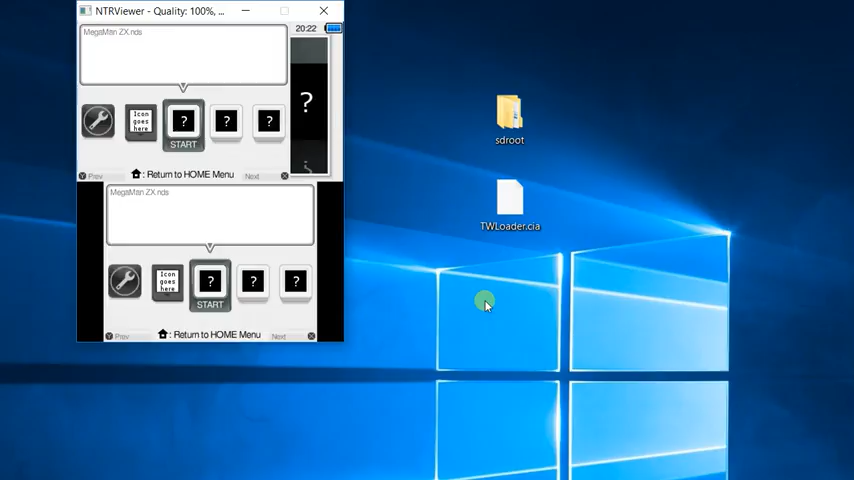 NTRViewer - Quality: 100%, ...
MegaMan ZX.nds
20:22
?
Icon
goes
here
? ? ?
START
Prev : Return to HOME Menu Next
MegaMan ZX.nds
Icon
goes
here
? ? ?
START
Prev : Return to HOME Menu Next
sdroot
TWLoader.cia